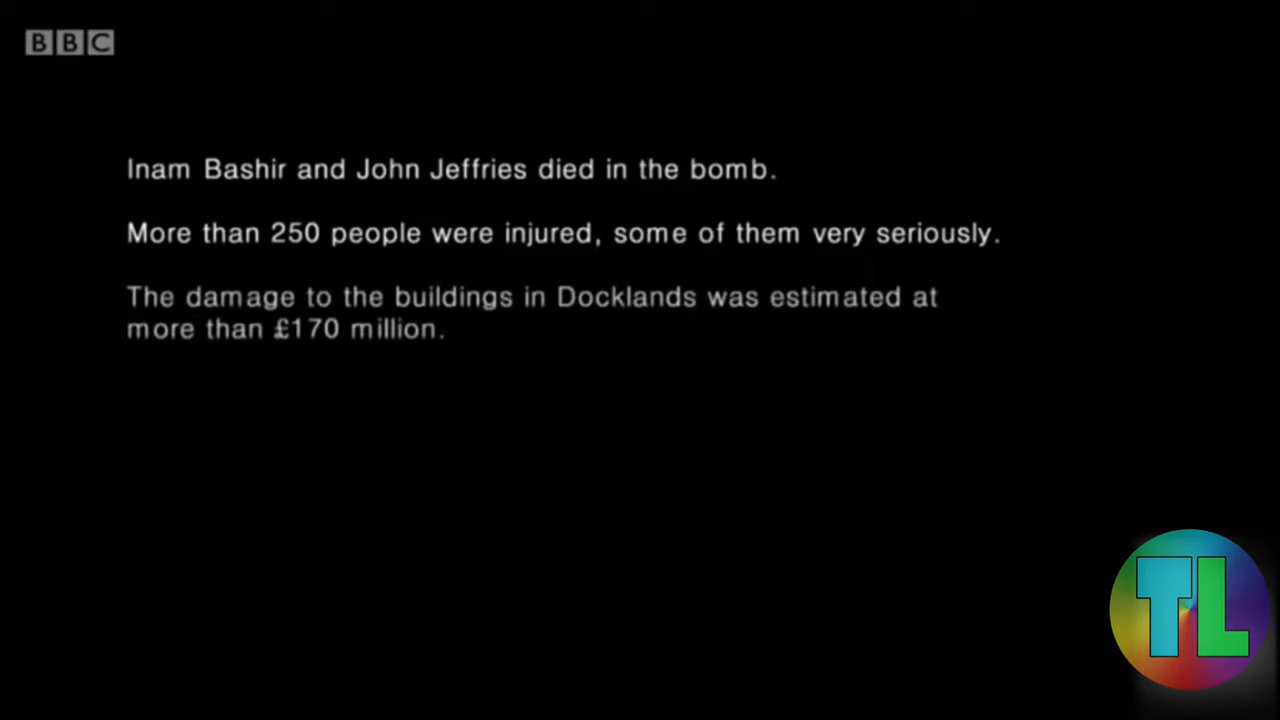 BBC
Inam Bashir and John Jeffries died in the bomb.
More than 250 people were injured, some of them very seriously.
The damage to the buildings in Docklands was estimated at
more than £170 million.
TL